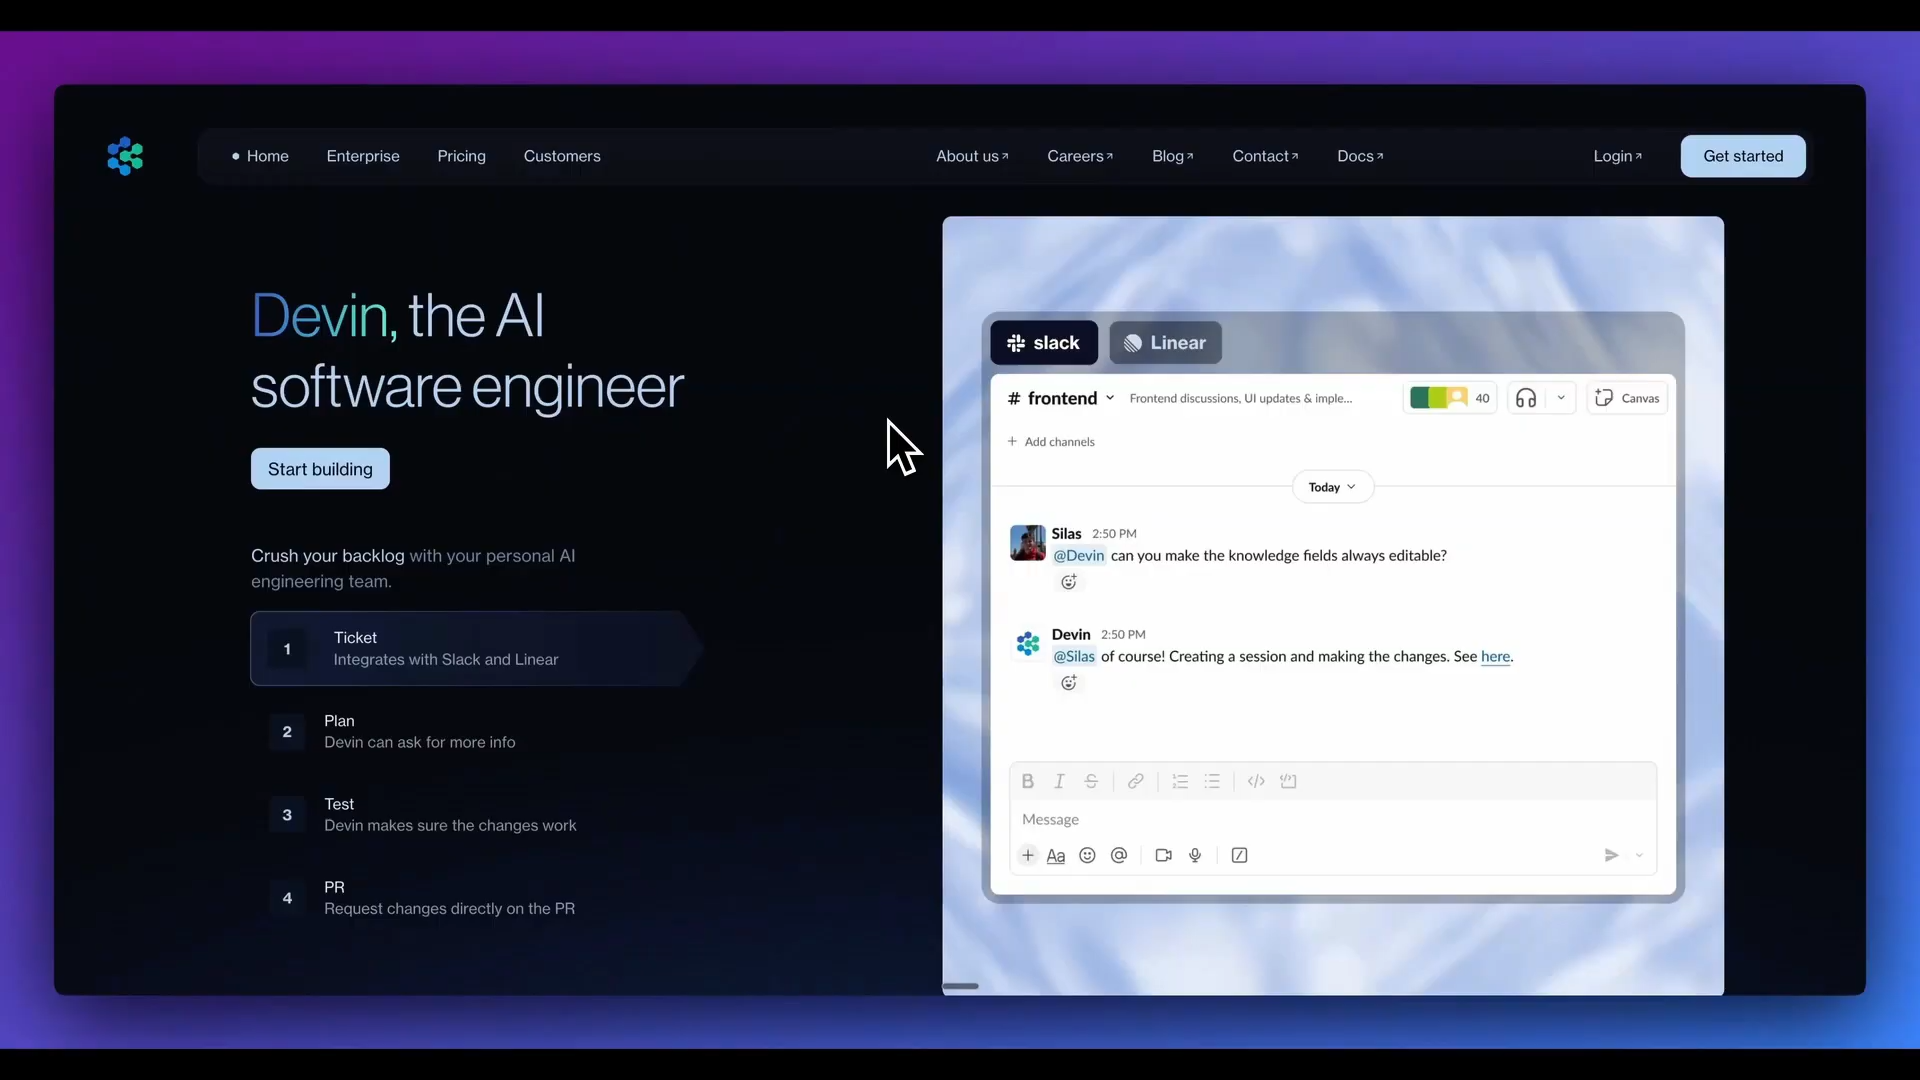 Home Enterprise Pricing Customers About us↗ Careers↗ Blog↗ Contact↗ Docs↗ Login↗ Get started
Devin, the AI
software engineer
Start building
Crush your backlog with your personal AI
engineering team.
1
Ticket
Integrates with Slack and Linear
2
Plan
Devin can ask for more info
3
Test
Devin makes sure the changes work
4
PR
Request changes directly on the PR
slack Linear
# frontend Frontend discussions, UI updates & imple... 40 Canvas
+ Add channels
Today
Silas 2:50 PM
@Devin can you make the knowledge fields always editable?
Devin 2:50 PM
@Silas of course! Creating a session and making the changes. See here.
B I S
Message
+ Aa @